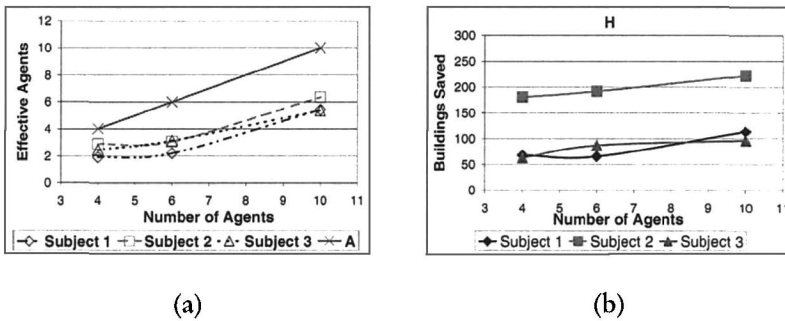 12
10
8
6
4
2
0
Effective Agents
3 4 5 6 7 8 9 10 11
Number of Agents
Subject 1 Subject 2 Subject 3 A
(a)
H
300
250
200
150
100
50
0
Buildings Saved
3 4 5 6 7 8 9 10 11
Number of Agents
Subject 1 Subject 2 Subject 3
(b)